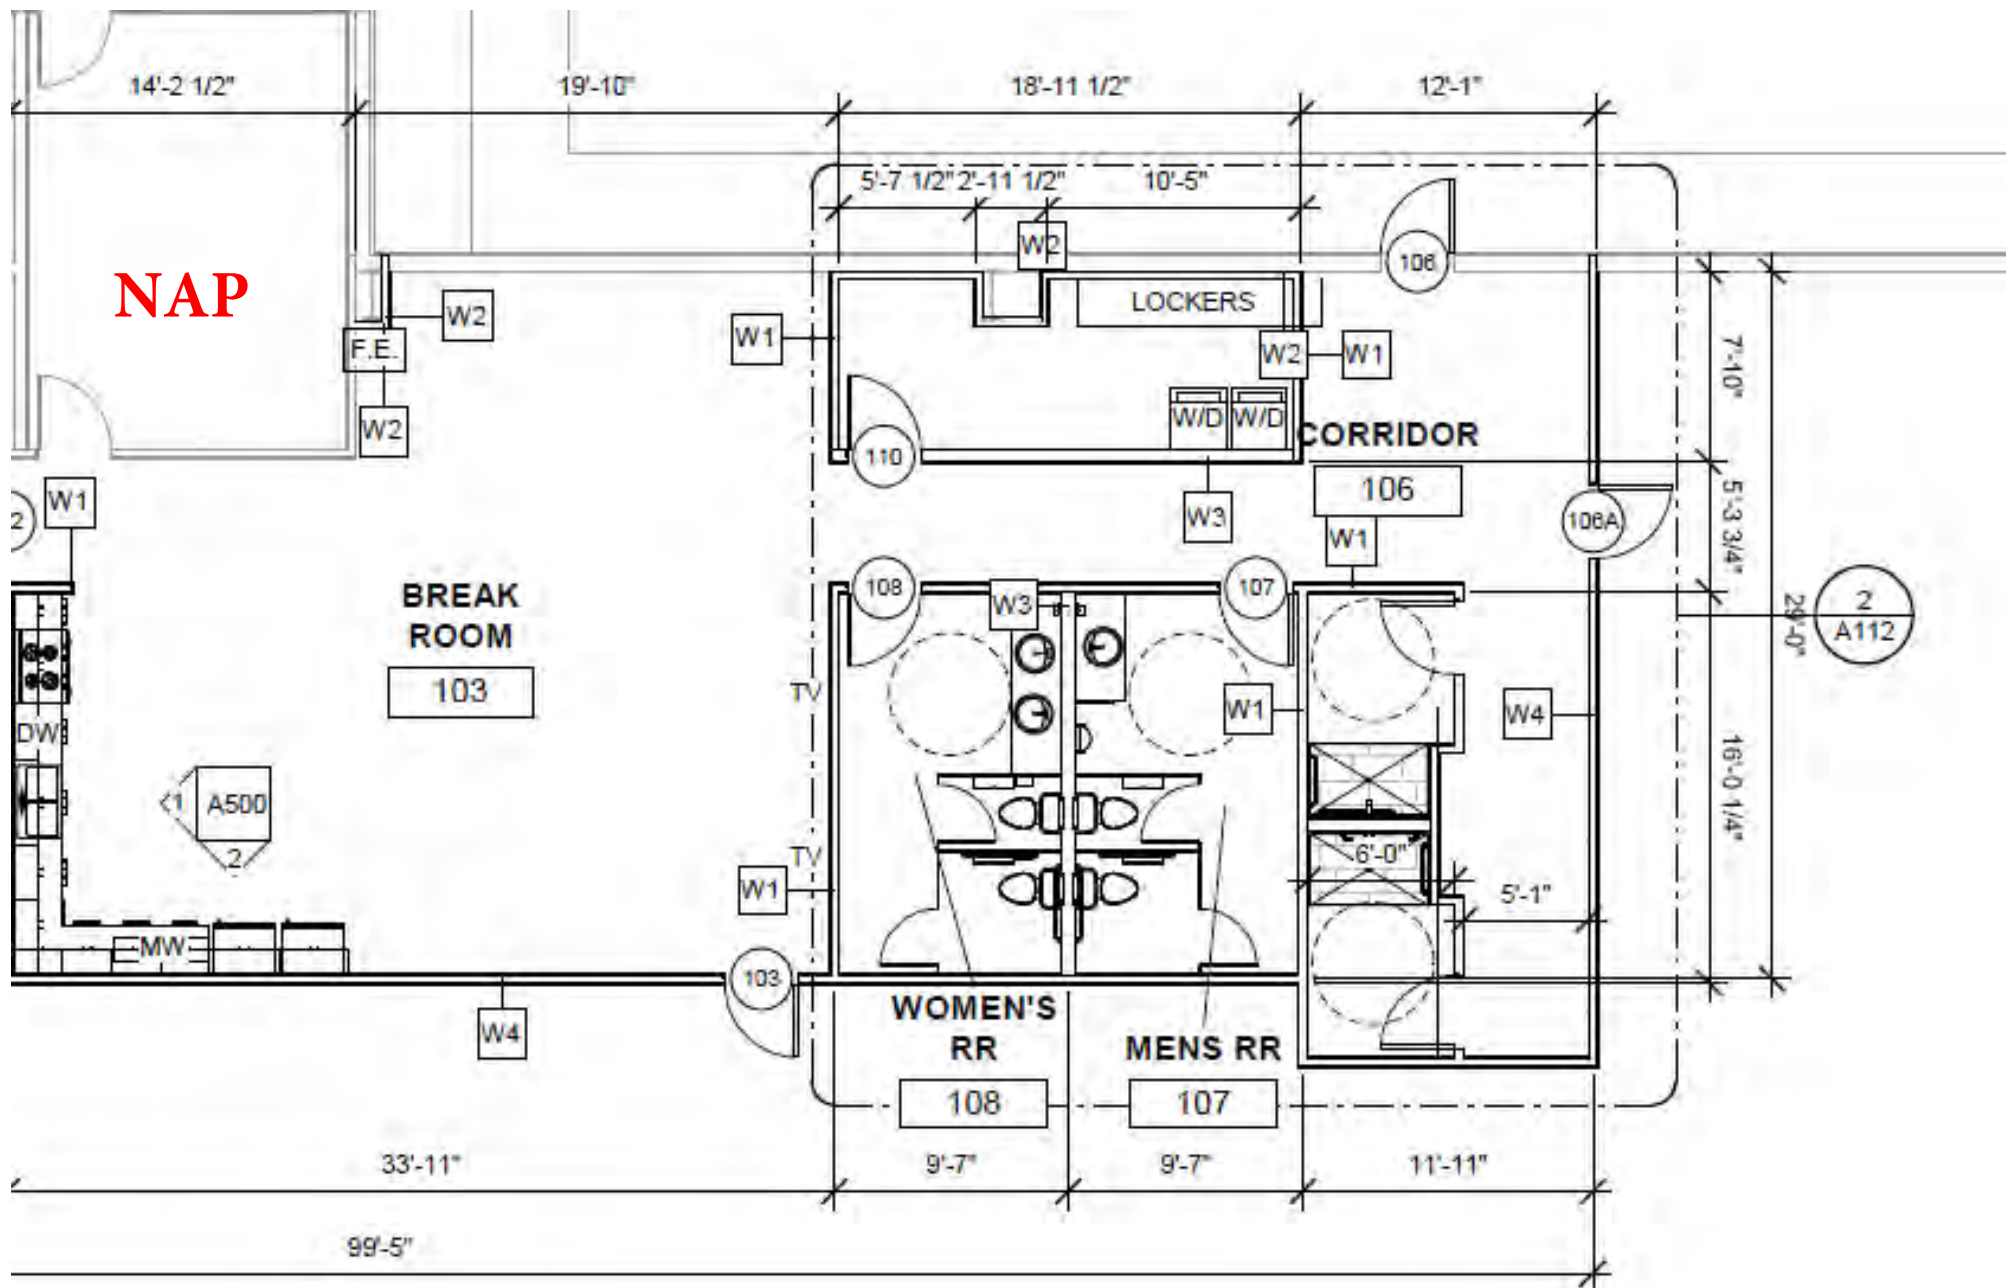 14'-2 1/2"
19'-10"
18'-11 1/2"
12'-1"
5'-7 1/2"
2'-11 1/2"
10'-5"
W2
106
NAP
W2
LOCKERS
W1
F.E.
W2
W1
7'-10"
W2
W/D
W/D
CORRIDOR
110
106
W1
2
W3
106A
5'-3 3/4"
W1
108
W3
107
BREAK
ROOM
103
29'-0"
2
A112
TV
W1
W4
DW
1
A500
2
16'-0 1/4"
TV
6'-0"
W1
5'-1"
MW
103
W4
WOMEN'S
RR
108
MENS RR
107
33'-11"
9'-7"
9'-7"
11'-11"
99'-5"